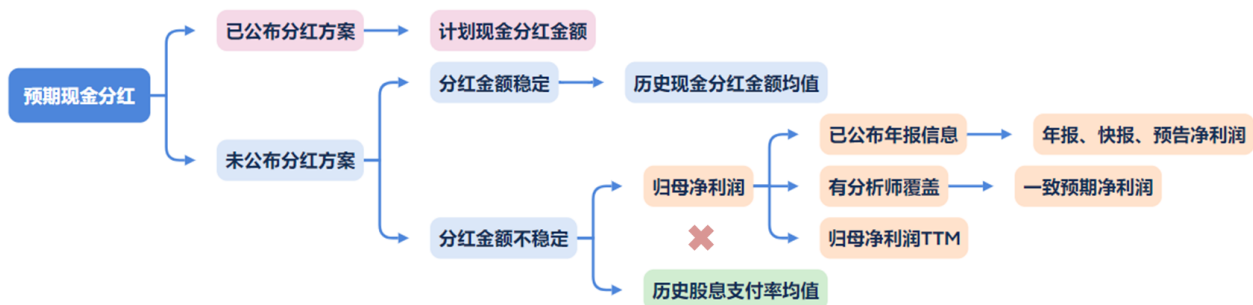 已公布分红方案
计划现金分红金额
预期现金分红
分红金额稳定
历史现金分红金额均值
未公布分红方案
已公布年报信息
年报、快报、预告净利润
归母净利润
有分析师覆盖
一致预期净利润
分红金额不稳定
归母净利润TTM
历史股息支付率均值